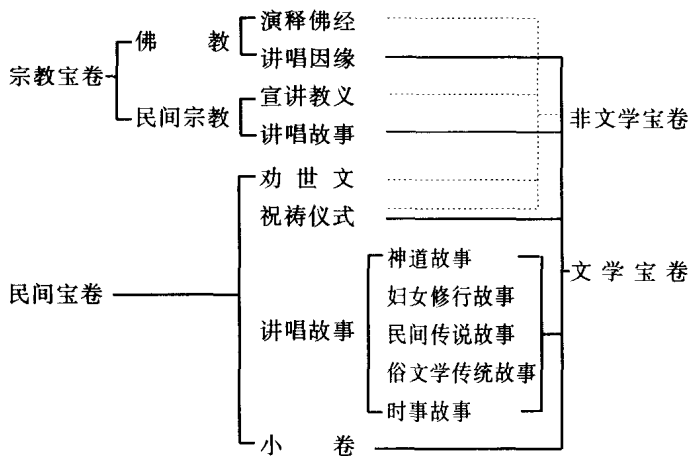 演释佛经
佛 教
讲唱因缘
宗教宝卷
宣讲教义
民间宗教
非文学宝卷
讲唱故事
劝世文
祝祷仪式
神道故事
文学宝卷
妇女修行故事
民间宝卷
讲唱故事
民间传说故事
俗文学传统故事
时事故事
小 卷